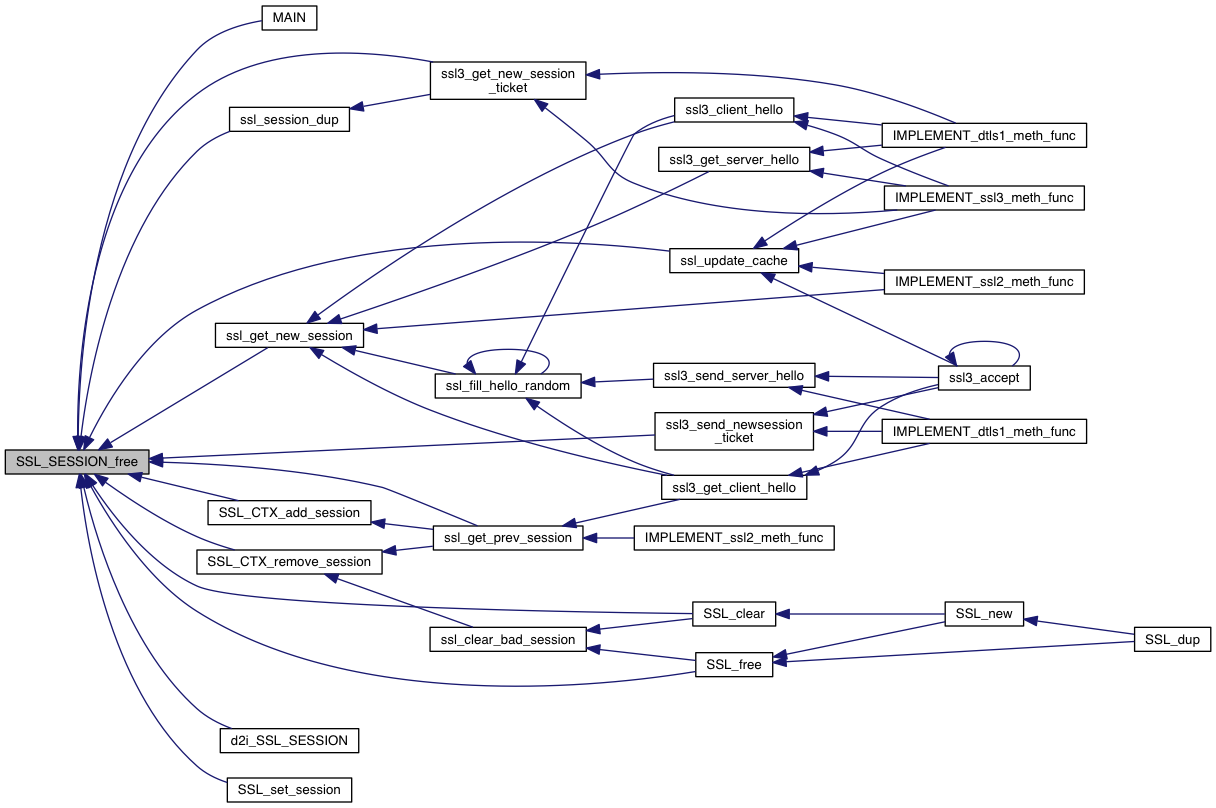 MAIN
ssl3_get_new_session
_ticket
ssl3_client_hello
ssl_session_dup
IMPLEMENT_dtls1_meth_func
ssl3_get_server_hello
IMPLEMENT_ssl3_meth_func
ssl_update_cache
IMPLEMENT_ssl2_meth_func
ssl_get_new_session
ssl3_send_server_hello
ssl3_accept
ssl_fill_hello_random
ssl3_send_newsession
_ticket
IMPLEMENT_dtls1_meth_func
SSL_SESSION_free
ssl3_get_client_hello
SSL_CTX_add_session
ssl_get_prev_session
IMPLEMENT_ssl2_meth_func
SSL_CTX_remove_session
SSL_clear
SSL_new
ssl_clear_bad_session
SSL_dup
SSL_free
d2i_SSL_SESSION
SSL_set_session